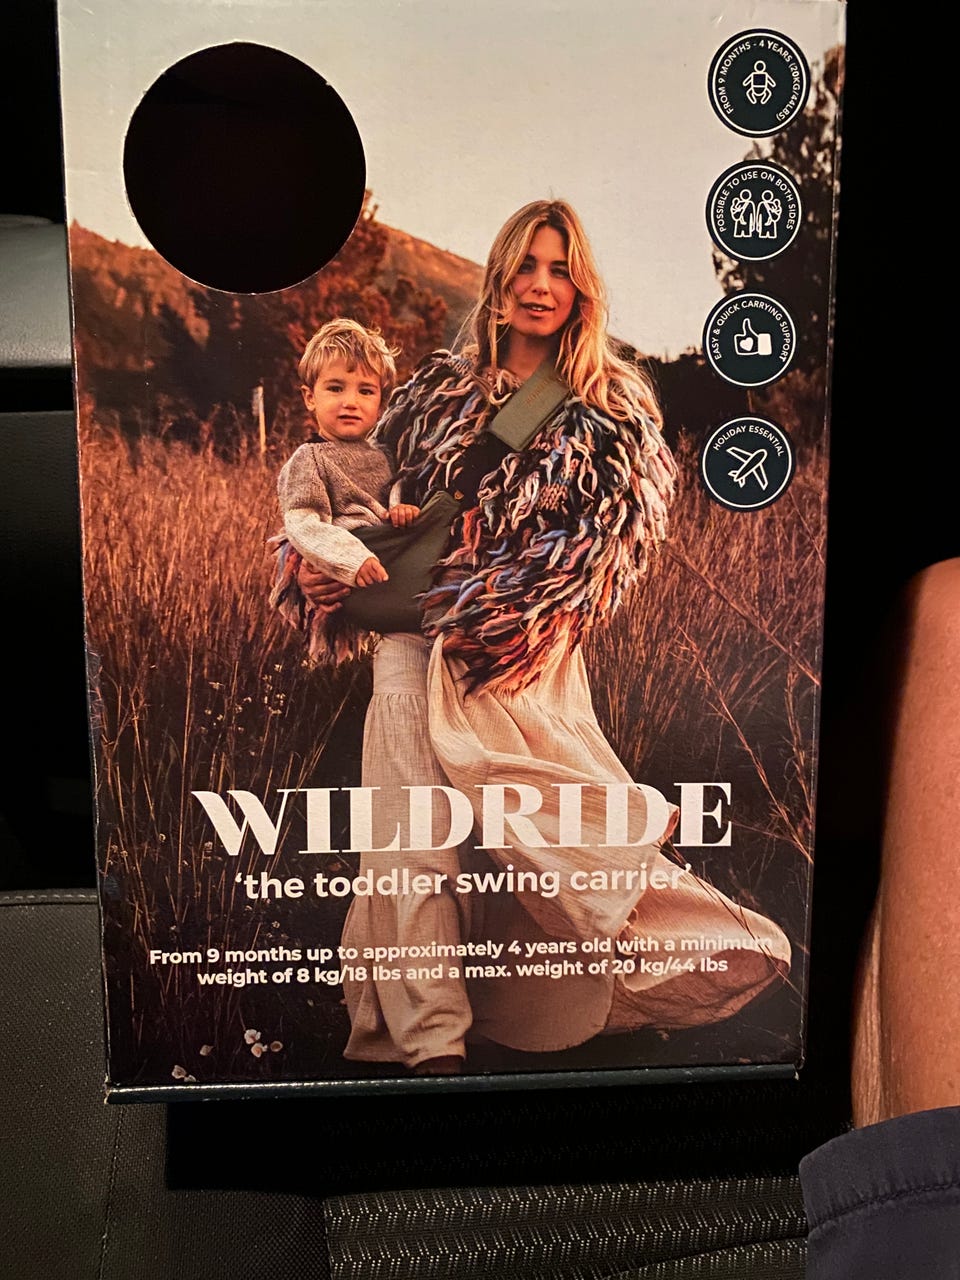 FROM 9 MONTHS - 4 YEARS (20KG/44LBS)
POSSIBLE TO USE ON BOTH SIDES
EASY & QUICK CARRYING SUPPORT
HOLIDAY ESSENTIAL
WILDRIDE
‘the toddler swing carrier’
From 9 months up to approximately 4 years old with a minimum
weight of 8 kg/18 lbs and a max. weight of 20 kg/44 lbs